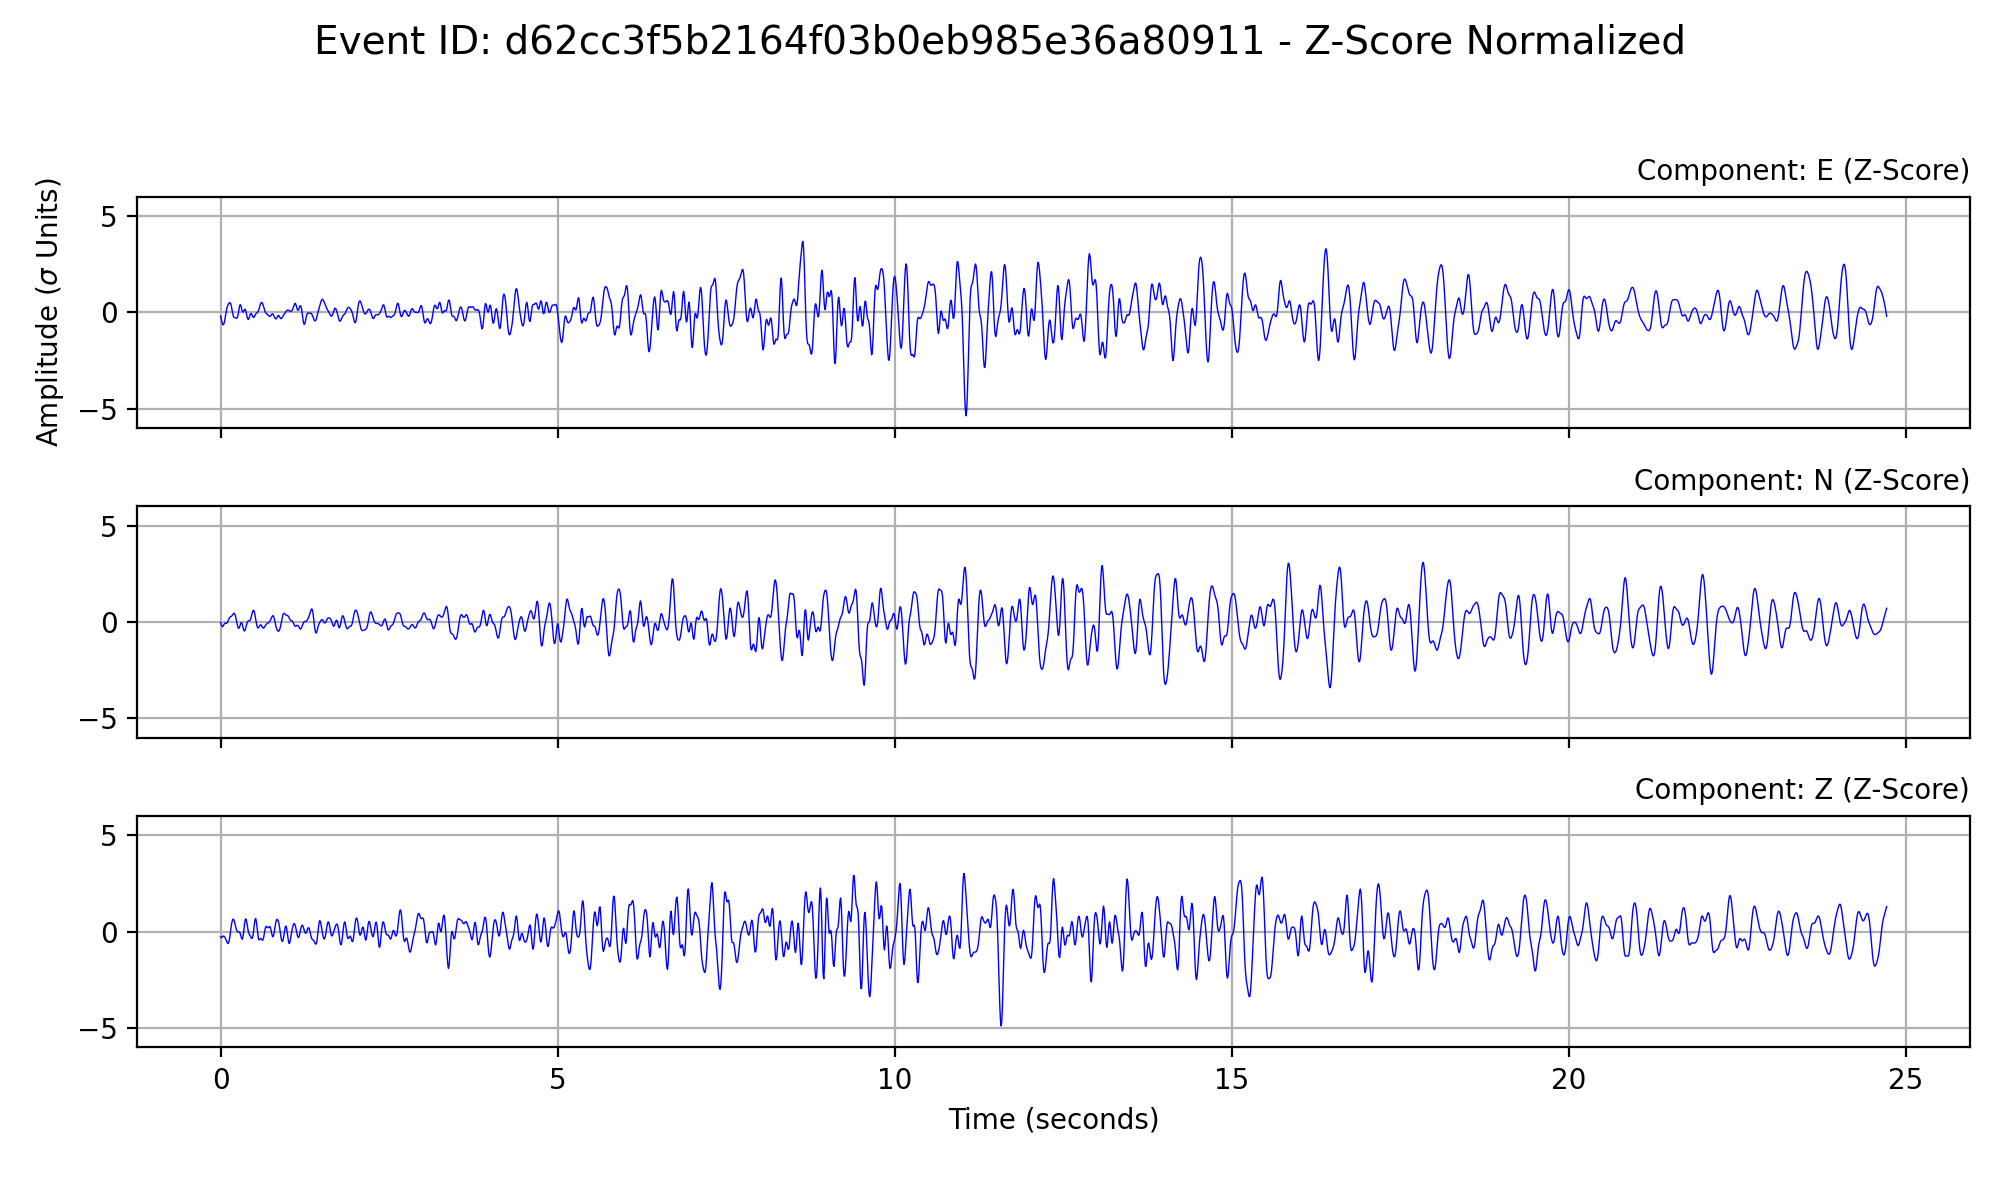 Event ID: d62cc3f5b2164f03b0eb985e36a80911 - Z-Score Normalized
Component: E (Z-Score)
Amplitude (σ Units)
5
0
−5
Component: N (Z-Score)
5
0
−5
Component: Z (Z-Score)
5
0
−5
0 5 10 15 20 25
Time (seconds)